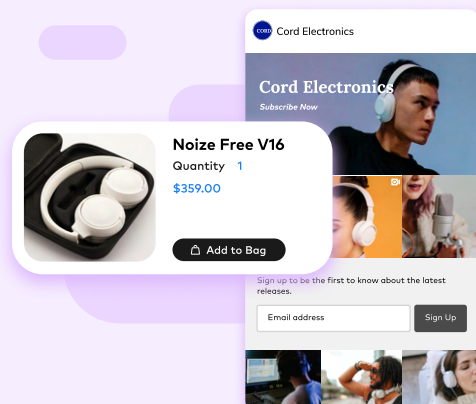 CORD
Cord Electronics
Cord Electronics
Subscribe Now
Noize Free V16
Quantity 1
$359.00
Add to Bag
Sign up to be the first to know about the latest
releases.
Email address
Sign Up